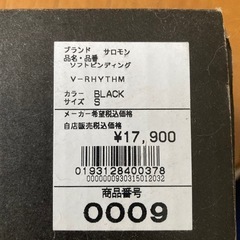 ブランド サロモン
品名・品番
ソフトビンディング
V-RHYTHM
カラー BLACK
サイズ S
メーカー希望税込価格
自店販売税込価格
¥17,900
0193128400378
0000000930315012032
商品番号
0009